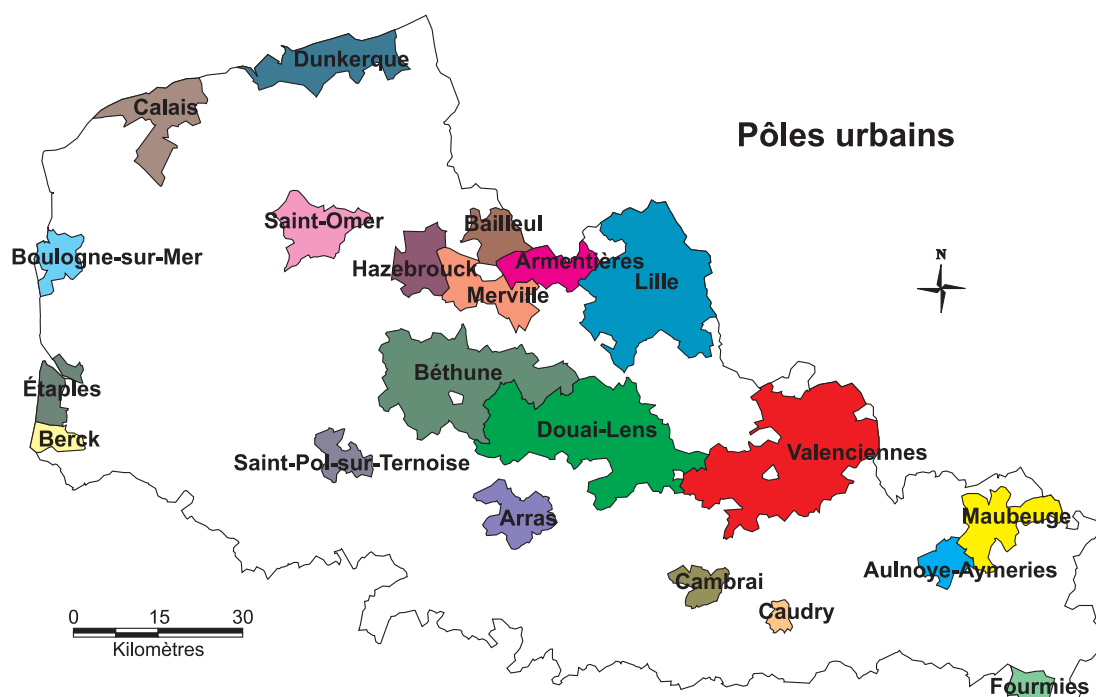 Dunkerque
Calais
Pôles urbains
Saint-Omer
Bailleul
Boulogne-sur-Mer
Hazebrouck
Armentières
Lille
Merville
N
Étaples
Béthune
Berck
Douai-Lens
Saint-Pol-sur-Ternoise
Valenciennes
Arras
Maubeuge
Aulnoye-Aymeries
Cambrai
Caudry
0 15 30
Kilomètres
Fourmies